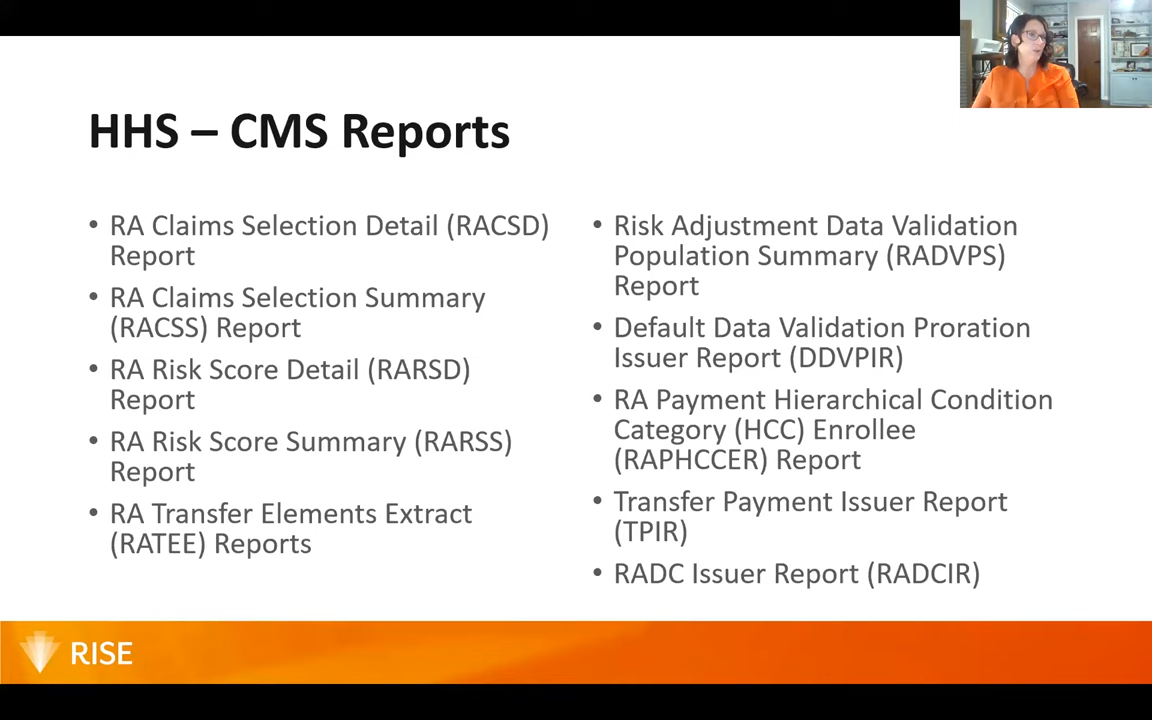 HHS – CMS Reports
• RA Claims Selection Detail (RACSD)
Report
• RA Claims Selection Summary
(RACSS) Report
• RA Risk Score Detail (RARSD)
Report
• RA Risk Score Summary (RARSS)
Report
• RA Transfer Elements Extract
(RATEE) Reports
• Risk Adjustment Data Validation
Population Summary (RADVPS)
Report
• Default Data Validation Proration
Issuer Report (DDVPIR)
• RA Payment Hierarchical Condition
Category (HCC) Enrollee
(RAPHCCER) Report
• Transfer Payment Issuer Report
(TPIR)
• RADC Issuer Report (RADCIR)
RISE